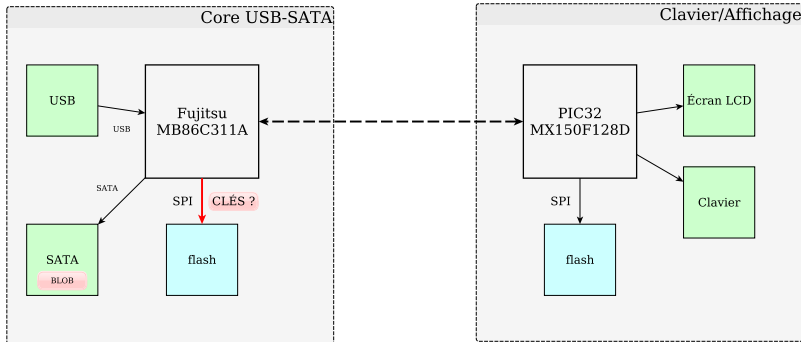 Core USB-SATA
USB
USB
Fujitsu
MB86C311A
SATA
SPI
CLÉS ?
SATA
BLOB
flash
Clavier/Affichage
PIC32
MX150F128D
Écran LCD
SPI
Clavier
flash